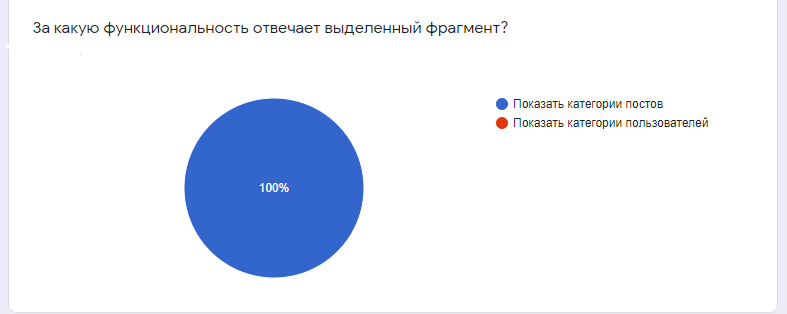 За какую функциональность отвечает выделенный фрагмент?
Показать категории постов
Показать категории пользователей
100%